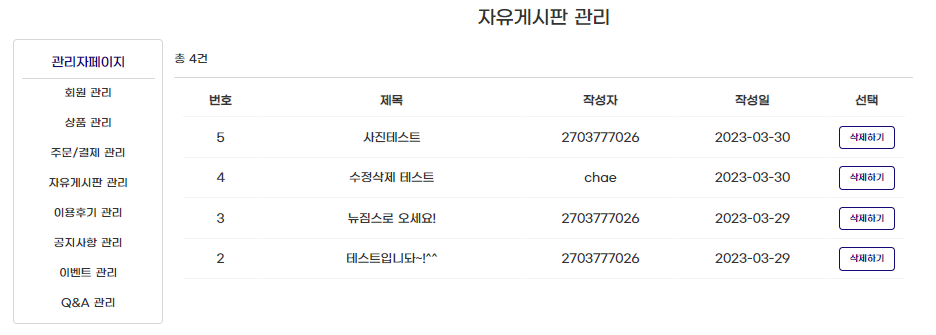 자유게시판 관리
관리자페이지
회원 관리
상품 관리
주문/결제 관리
자유게시판 관리
이용후기 관리
공지사항 관리
이벤트 관리
Q&A 관리
총 4건
번호 제목 작성자 작성일 선택
5 사진테스트 2703777026 2023-03-30 삭제하기
4 수정삭제 테스트 chae 2023-03-30 삭제하기
3 뉴짐스로 오세요! 2703777026 2023-03-29 삭제하기
2 테스트입니돠~!^^ 2703777026 2023-03-29 삭제하기